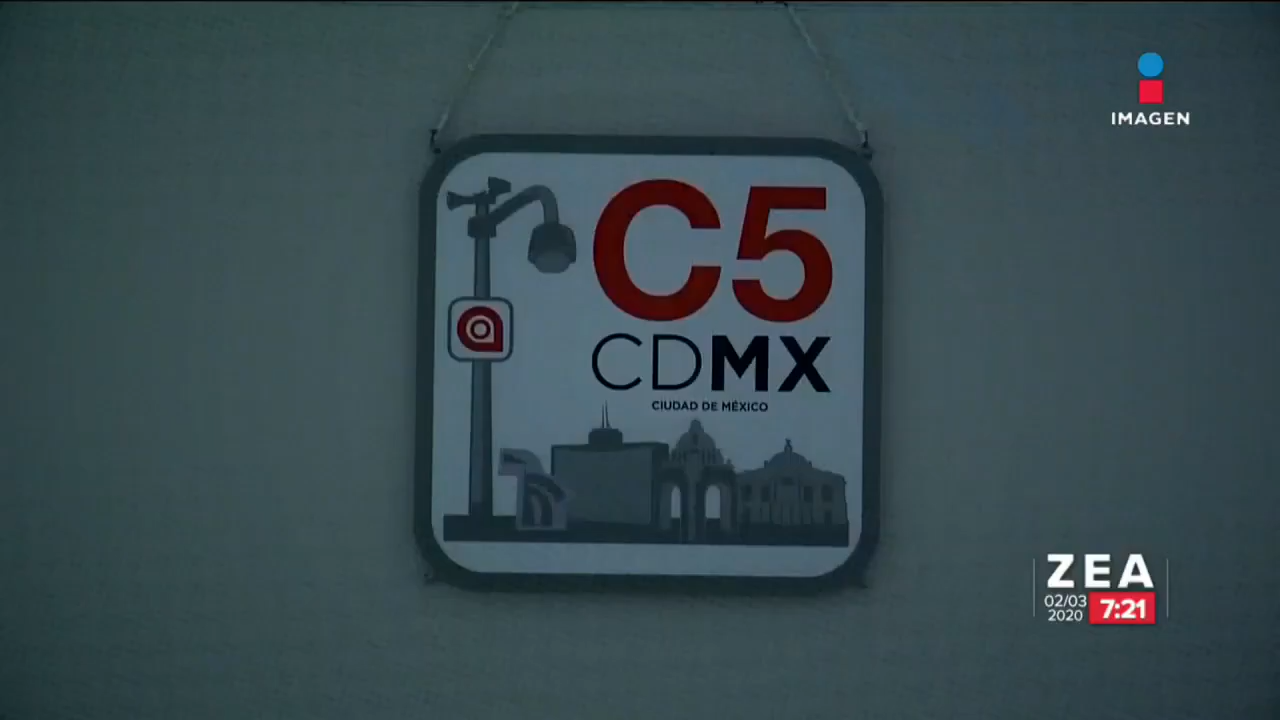 IMAGEN
C5
CDMX
CIUDAD DE MÉXICO
ZEA
02/03
2020
7:21